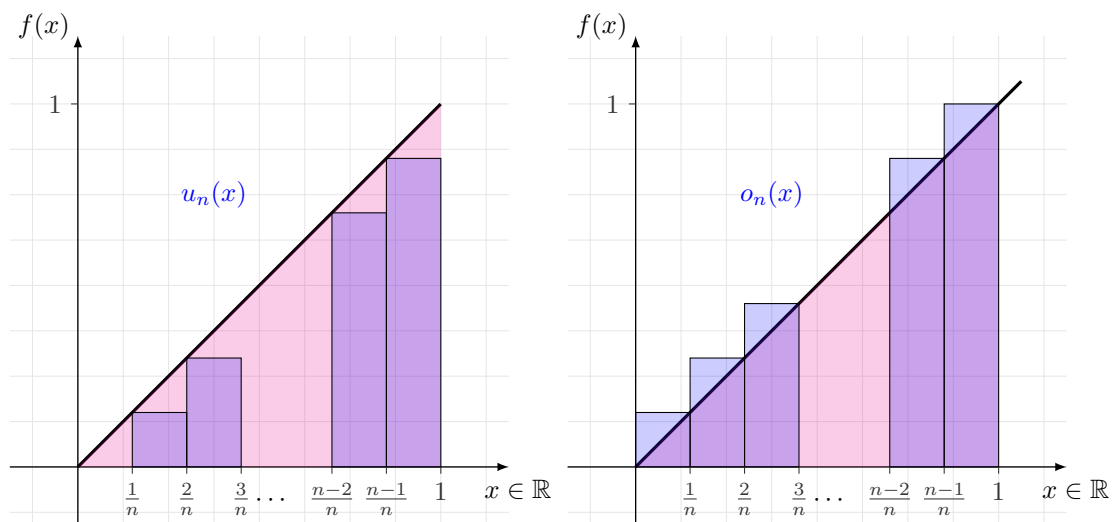 f(x)
1
u_n(x)
1/n 2/n 3/n ... n-2/n n-1/n 1 x ∈ ℝ
f(x)
1
o_n(x)
1/n 2/n 3/n ... n-2/n n-1/n 1 x ∈ ℝ